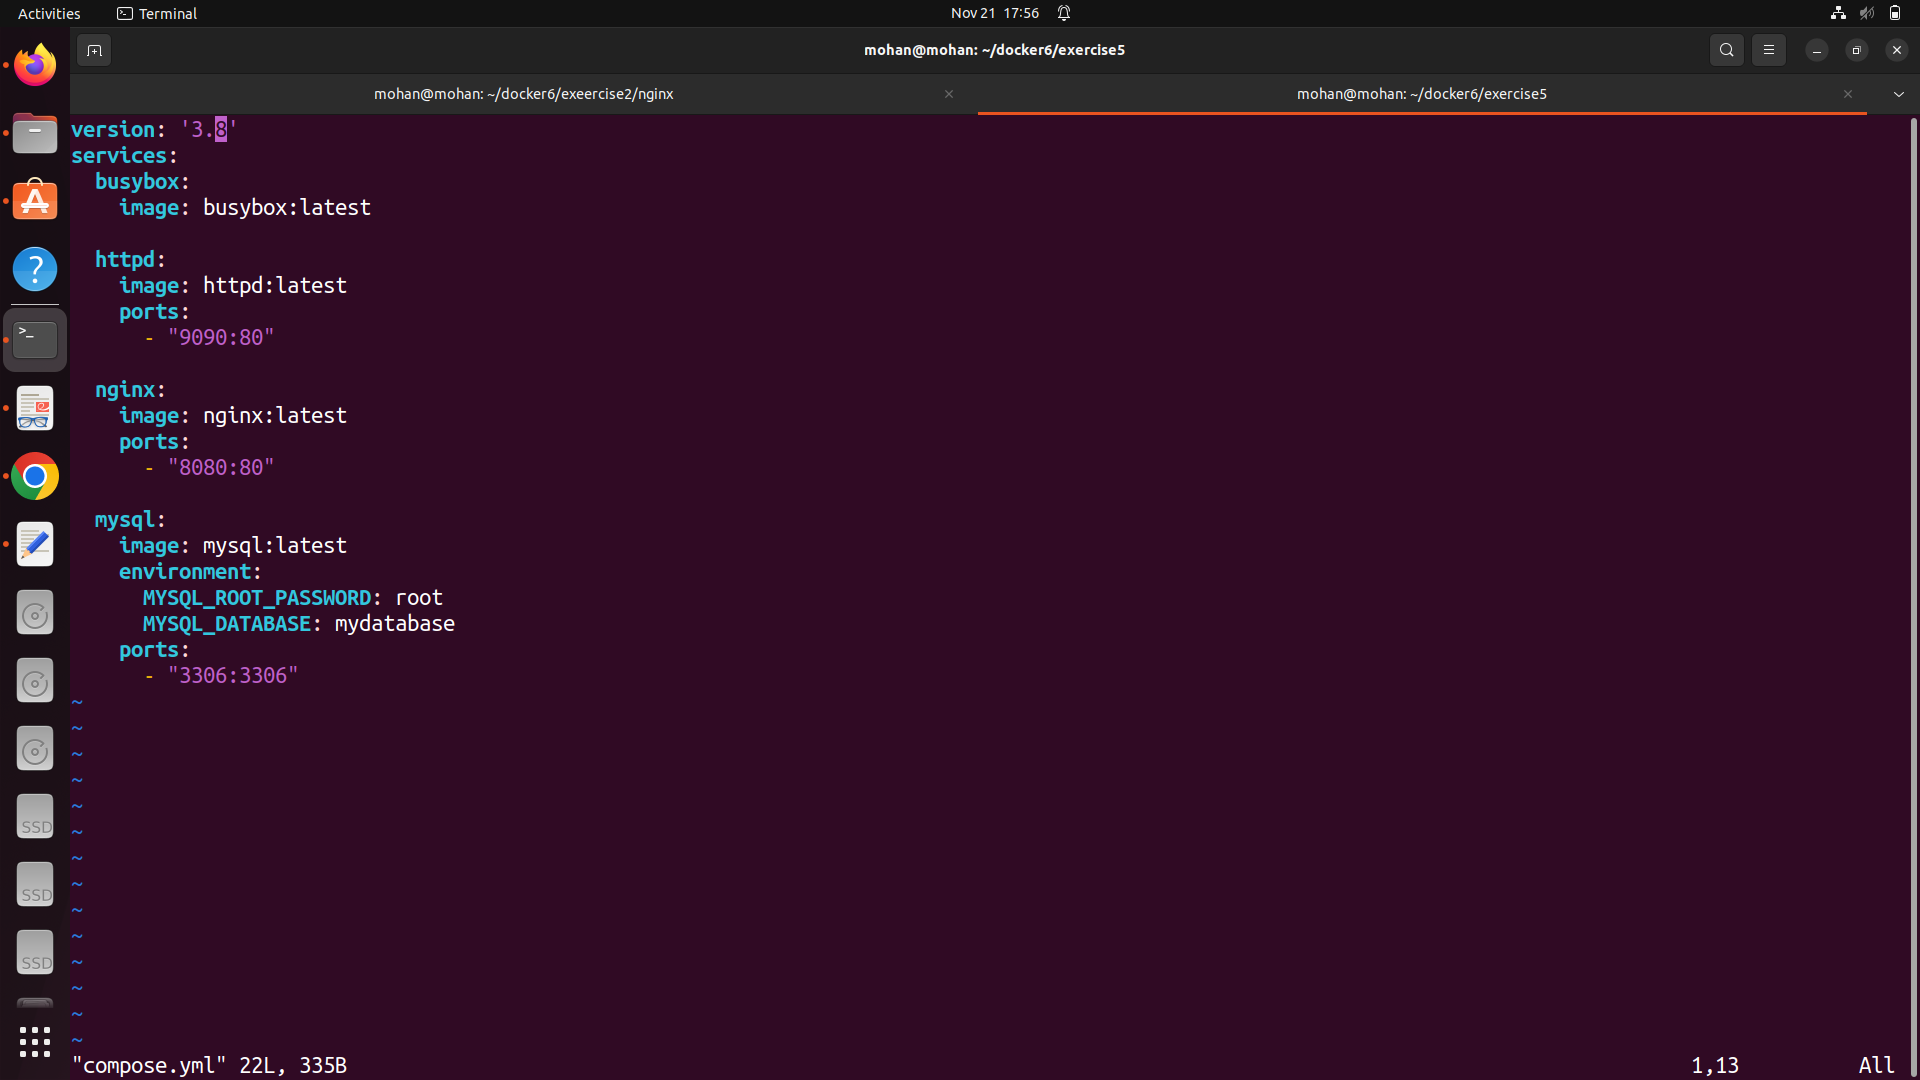 Activities
Terminal
Nov 21 17:56
mohan@mohan: ~/docker6/exercise5
mohan@mohan: ~/docker6/exeercise2/nginx
mohan@mohan: ~/docker6/exercise5
version: '3.8'
services:
  busybox:
    image: busybox:latest

  httpd:
    image: httpd:latest
    ports:
      - "9090:80"

  nginx:
    image: nginx:latest
    ports:
      - "8080:80"

  mysql:
    image: mysql:latest
    environment:
      MYSQL_ROOT_PASSWORD: root
      MYSQL_DATABASE: mydatabase
    ports:
      - "3306:3306"
~
~
~
~
~
~
~
~
~
~
~
~
~
~
"compose.yml" 22L, 335B 1,13 All
SSD
SSD
SSD